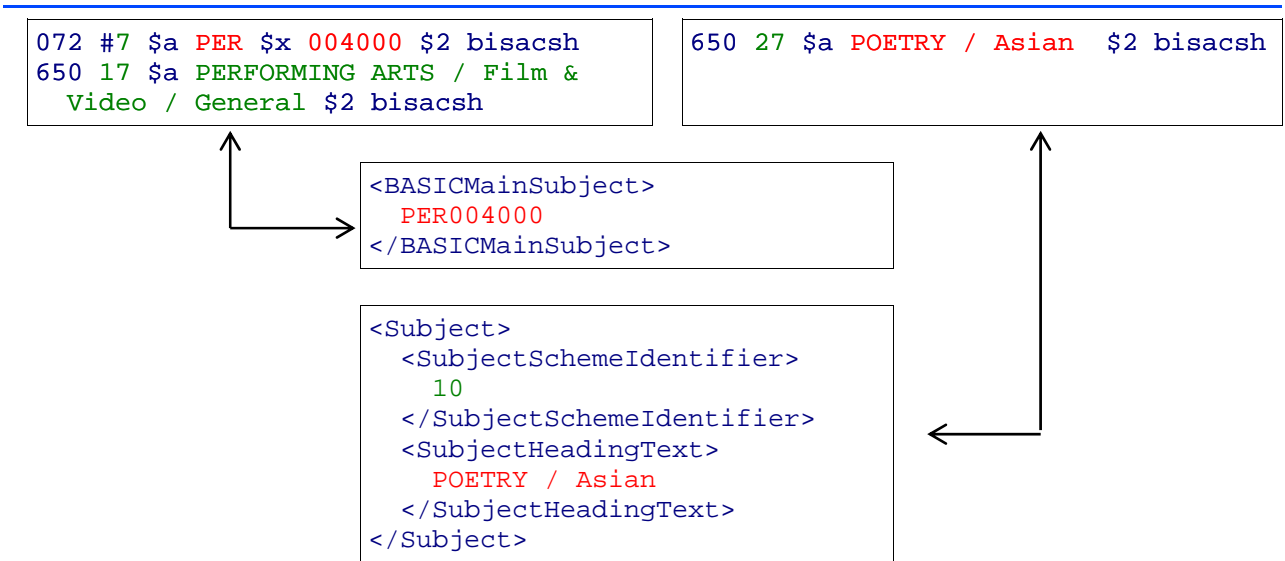 072 #7 $a PER $x 004000 $2 bisacsh
650 17 $a PERFORMING ARTS / Film &
Video / General $2 bisacsh
650 27 $a POETRY / Asian  $2 bisacsh
<BASICMainSubject>
PER004000
</BASICMainSubject>
<Subject>
<SubjectSchemeIdentifier>
10
</SubjectSchemeIdentifier>
<SubjectHeadingText>
POETRY / Asian
</SubjectHeadingText>
</Subject>